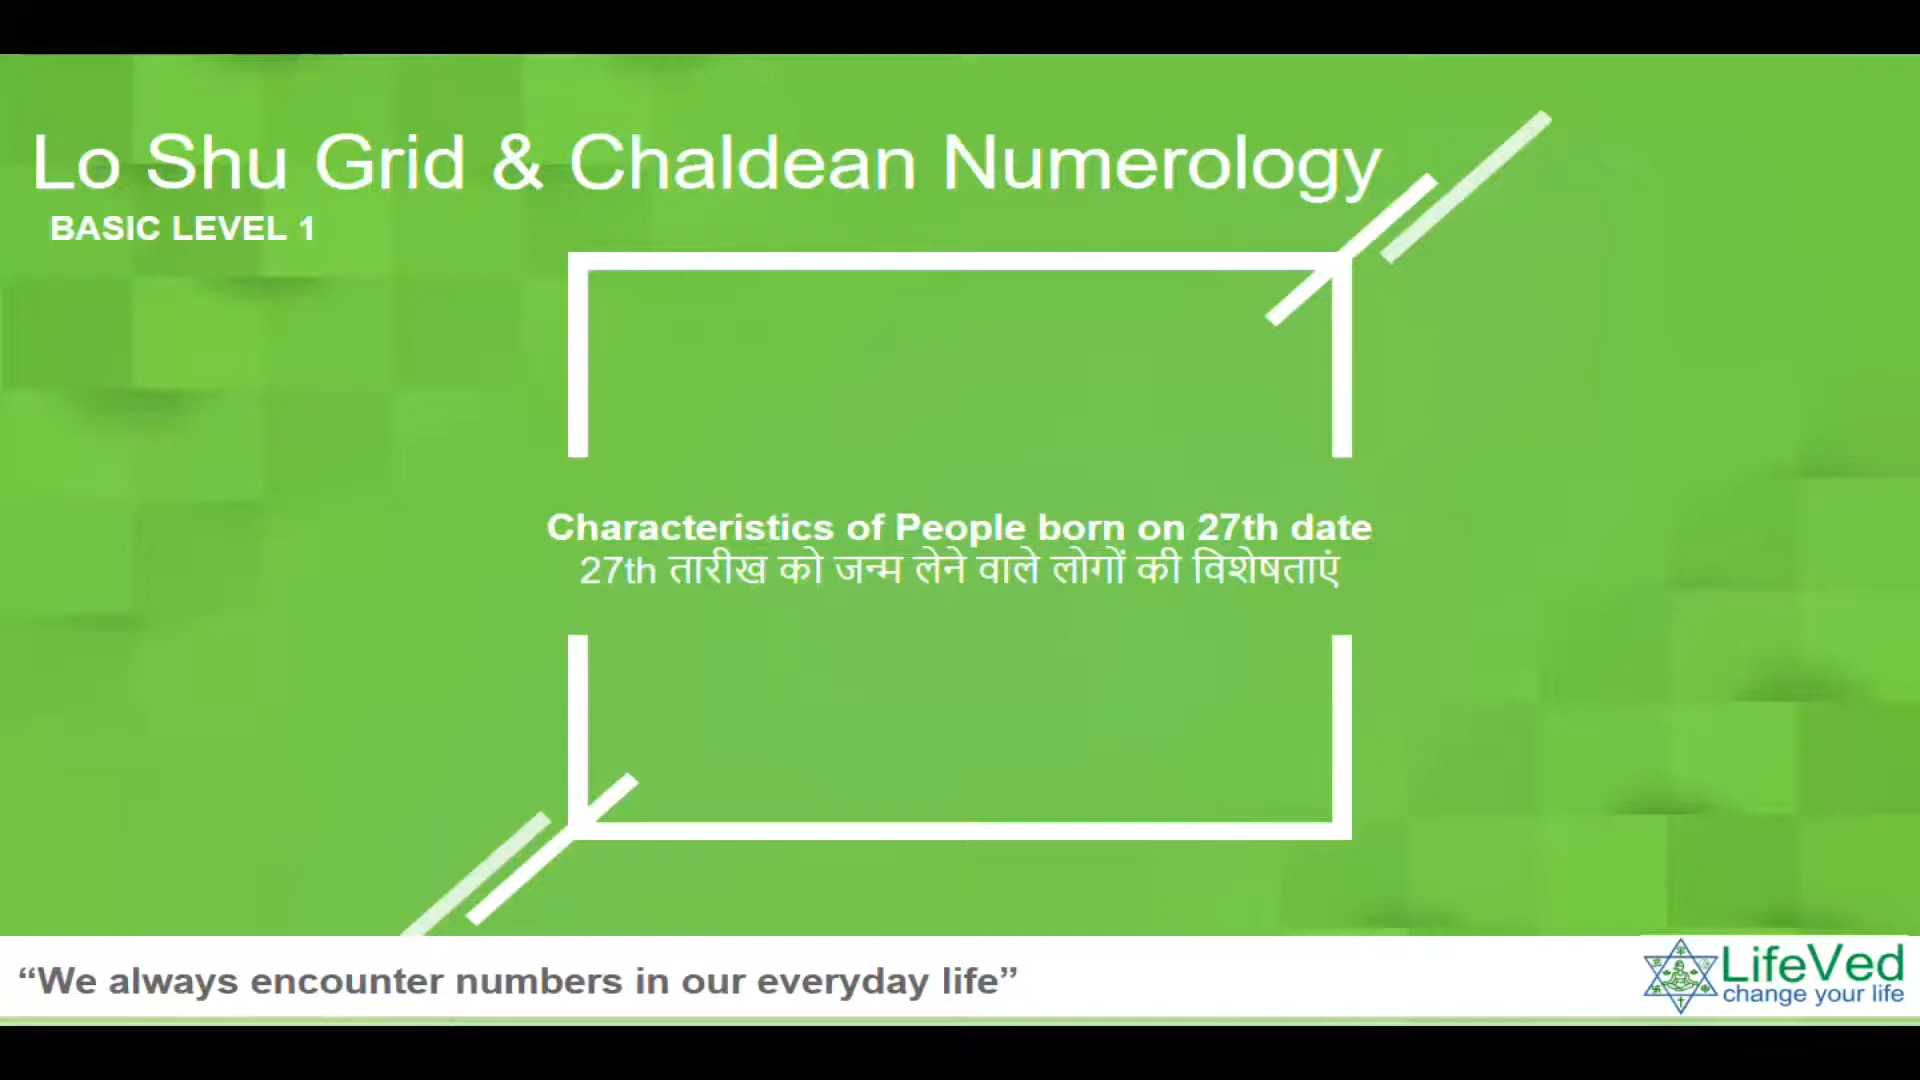 Lo Shu Grid & Chaldean Numerology
BASIC LEVEL 1
Characteristics of People born on 27th date
27th तारीख को जन्म लेने वाले लोगों की विशेषताएं
“We always encounter numbers in our everyday life”
LifeVed
change your life